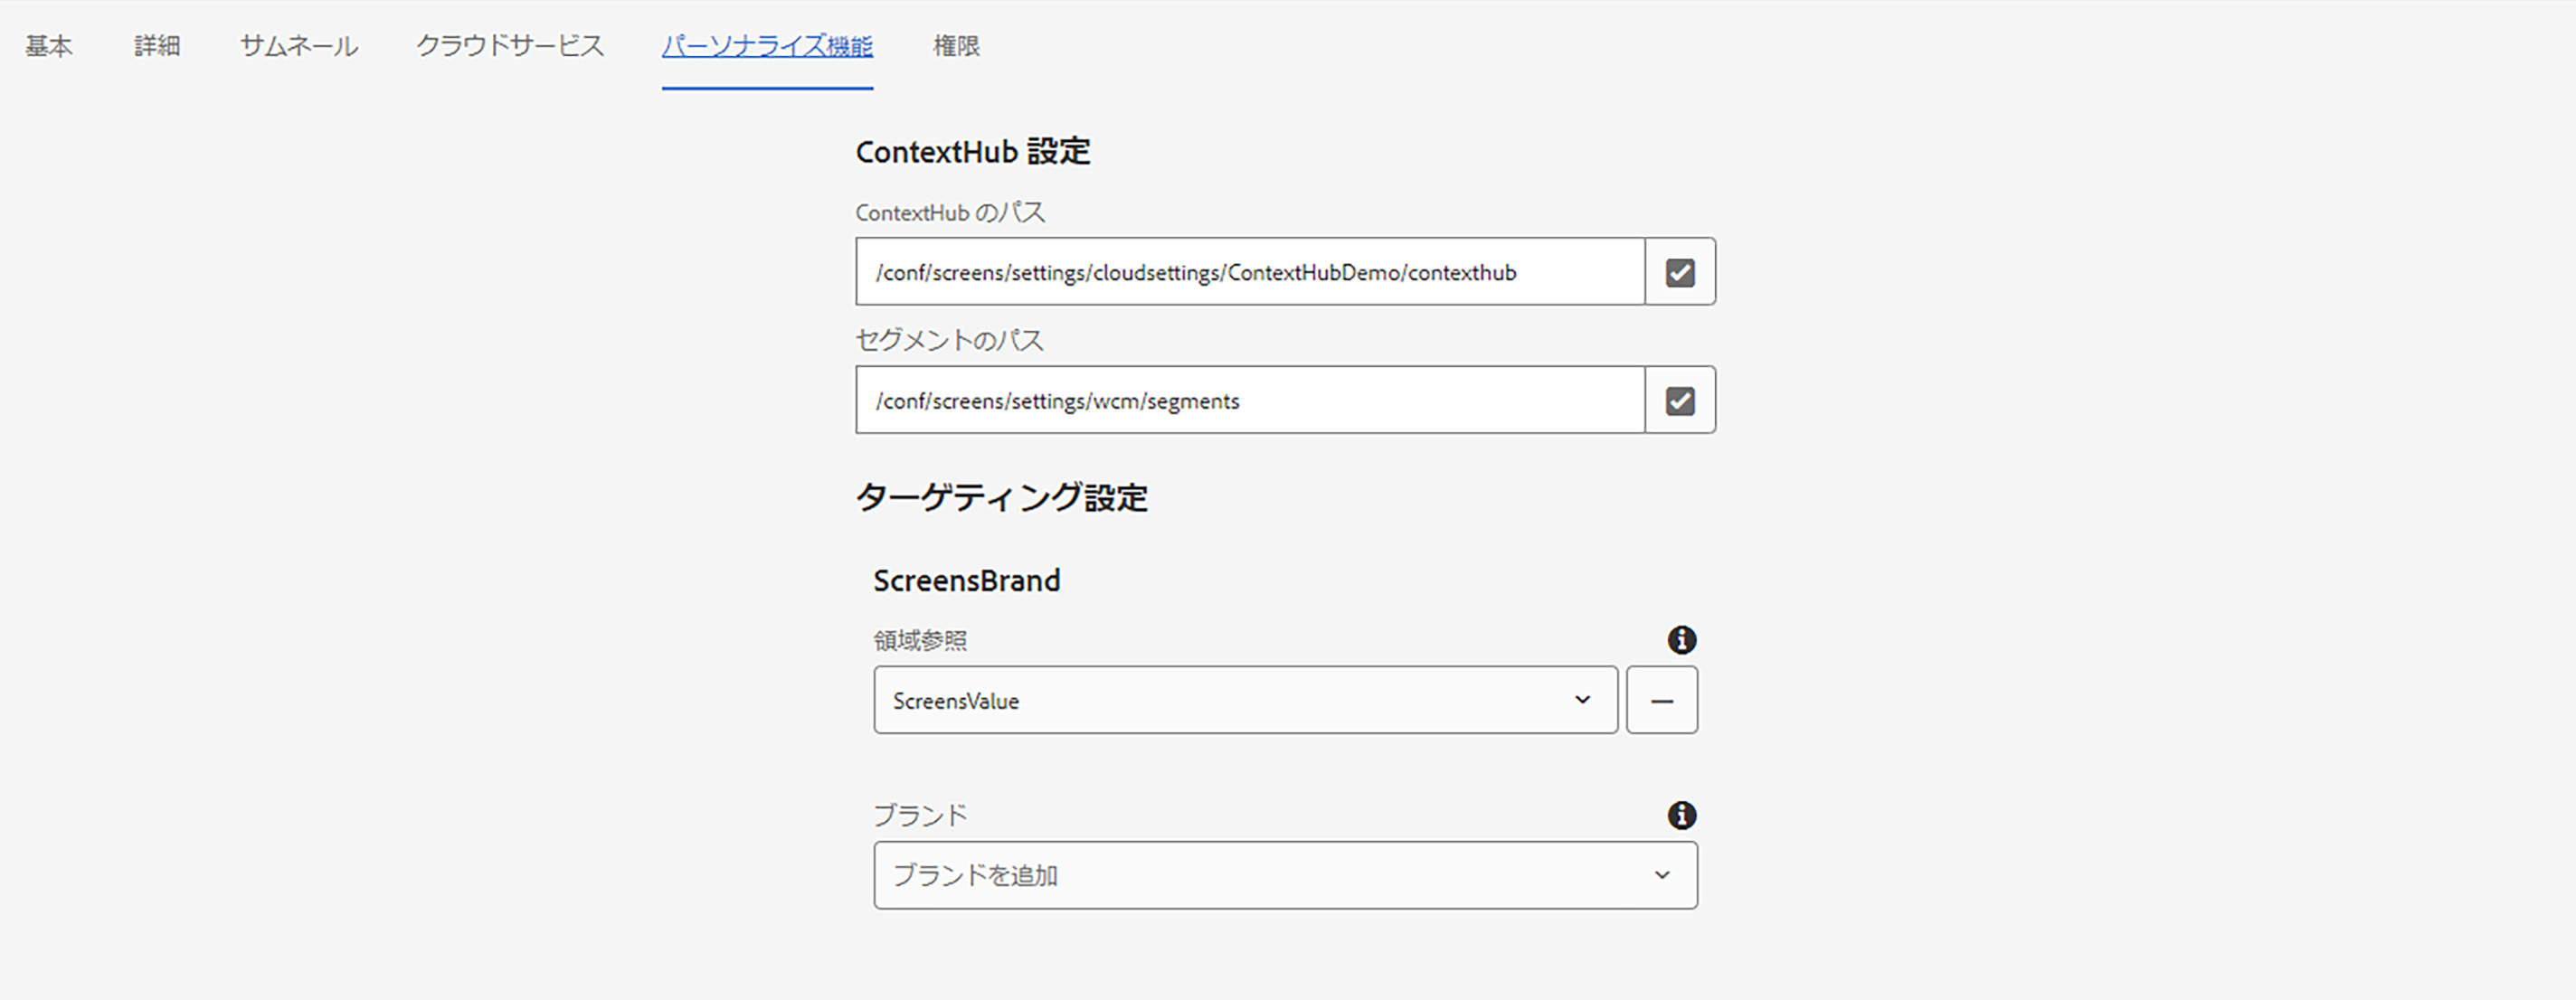 基本 詳細 サムネール クラウドサービス パーソナライズ機能 権限
ContextHub 設定
ContextHub のパス
/conf/screens/settings/cloudsettings/ContextHubDemo/contexthub
セグメントのパス
/conf/screens/settings/wcm/segments
ターゲティング設定
ScreensBrand
領域参照
ScreensValue
ブランド
ブランドを追加